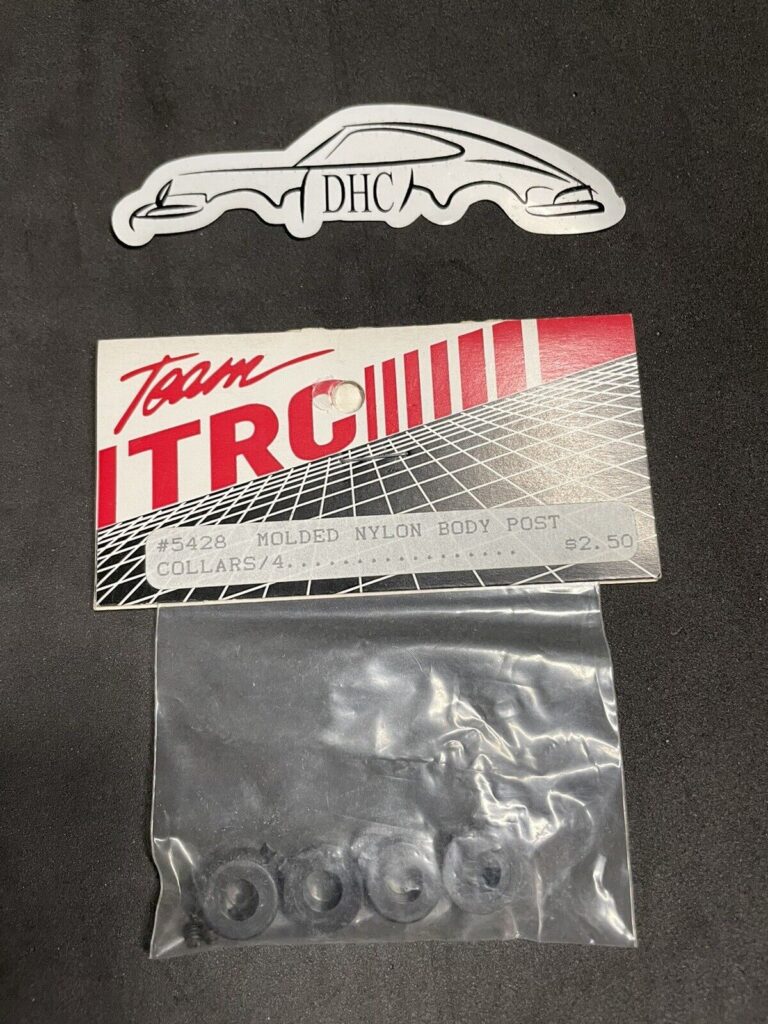 DHC
Team
TRC
#5428 MOLDED NYLON BODY POST
COLLARS/4.................. $2.50